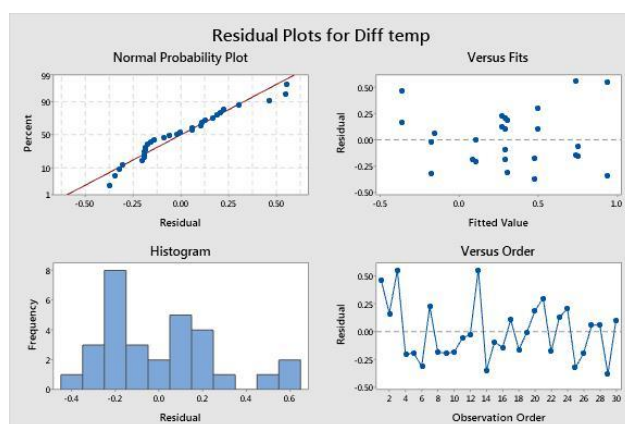 Residual Plots for Diff temp
Normal Probability Plot
99
90
50
10
1
Percent
-0.50
-0.25
0.00
0.25
0.50
Residual
Versus Fits
0.50
0.25
0.00
-0.25
-0.50
Residual
-0.5
0.0
0.5
1.0
Fitted Value
Histogram
8
6
4
2
0
Frequency
-0.4
-0.2
0.0
0.2
0.4
0.6
Residual
Versus Order
0.50
0.25
0.00
-0.25
-0.50
Residual
2 4 6 8 10 12 14 16 18 20 22 24 26 28 30
Observation Order